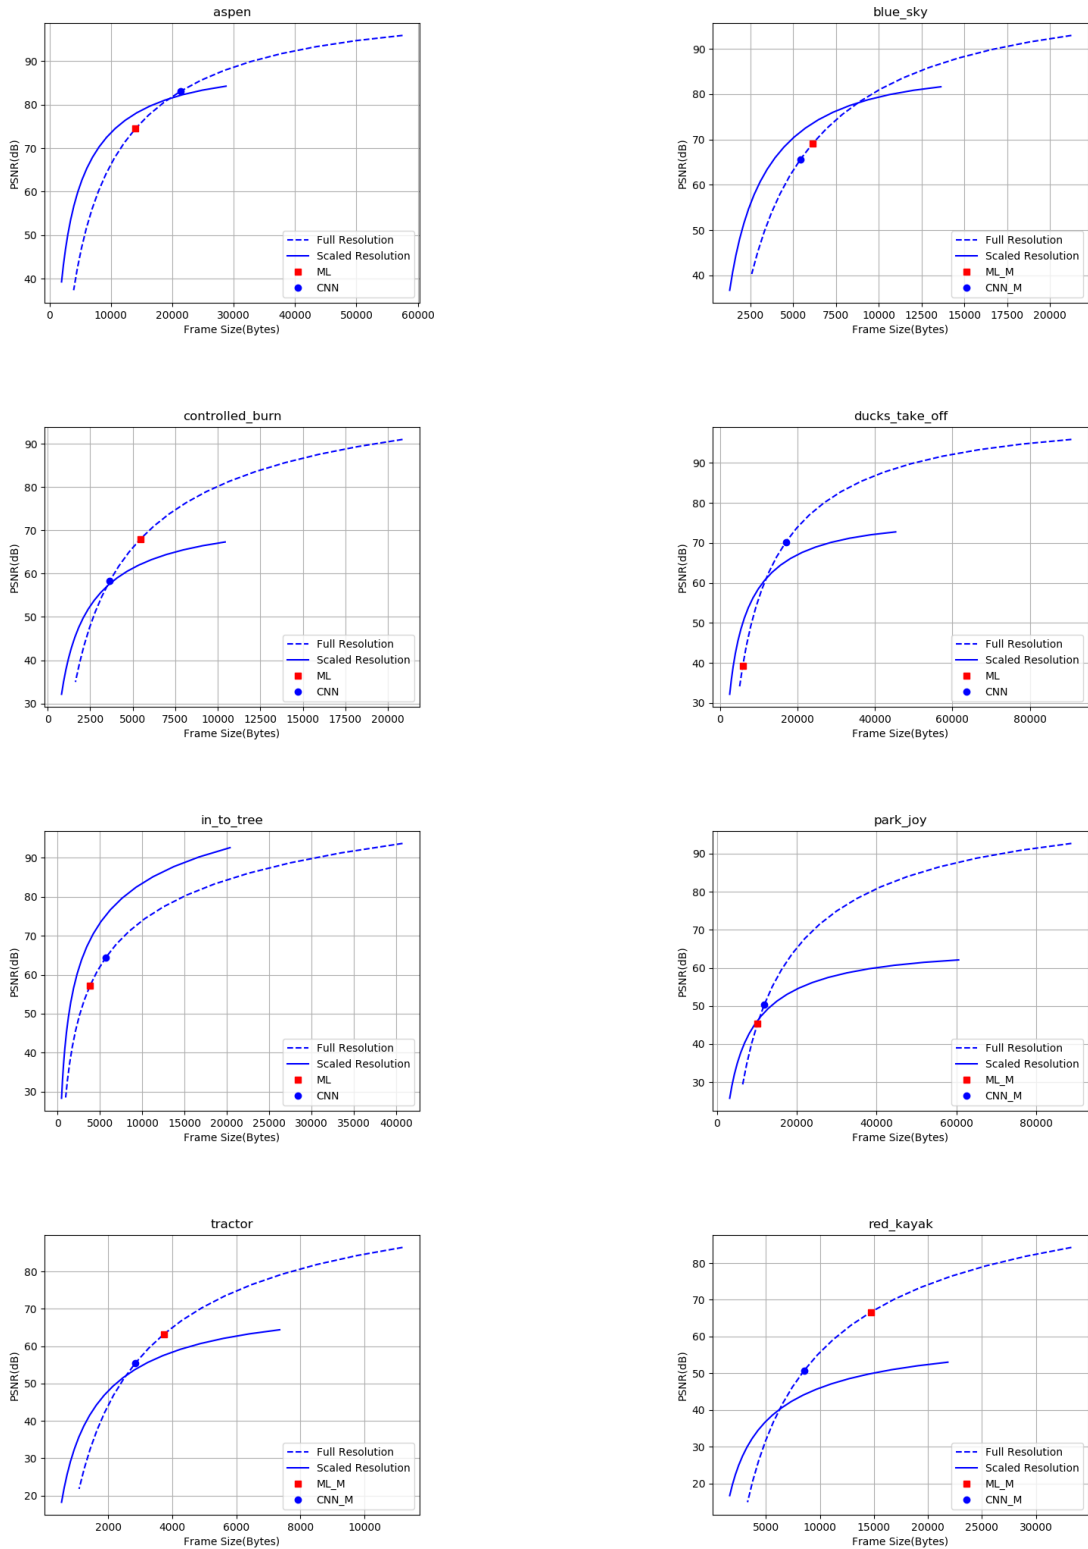 aspen
90
80
70
60
50
40
PSNR(dB)
0 10000 20000 30000 40000 50000 60000
Frame Size(Bytes)
Full Resolution
Scaled Resolution
ML
CNN
blue_sky
90
80
70
60
50
40
PSNR(dB)
2500 5000 7500 10000 12500 15000 17500 20000
Frame Size(Bytes)
Full Resolution
Scaled Resolution
ML_M
CNN_M
controlled_burn
90
80
70
60
50
40
30
PSNR(dB)
0 2500 5000 7500 10000 12500 15000 17500 20000
Frame Size(Bytes)
Full Resolution
Scaled Resolution
ML
CNN
ducks_take_off
90
80
70
60
50
40
30
PSNR(dB)
0 20000 40000 60000 80000
Frame Size(Bytes)
Full Resolution
Scaled Resolution
ML
CNN
in_to_tree
90
80
70
60
50
40
30
PSNR(dB)
0 5000 10000 15000 20000 25000 30000 35000 40000
Frame Size(Bytes)
Full Resolution
Scaled Resolution
ML
CNN
park_joy
90
80
70
60
50
40
30
PSNR(dB)
0 20000 40000 60000 80000
Frame Size(Bytes)
Full Resolution
Scaled Resolution
ML_M
CNN_M
tractor
80
70
60
50
40
30
20
PSNR(dB)
2000 4000 6000 8000 10000
Frame Size(Bytes)
Full Resolution
Scaled Resolution
ML_M
CNN_M
red_kayak
80
70
60
50
40
30
20
PSNR(dB)
5000 10000 15000 20000 25000 30000
Frame Size(Bytes)
Full Resolution
Scaled Resolution
ML_M
CNN_M